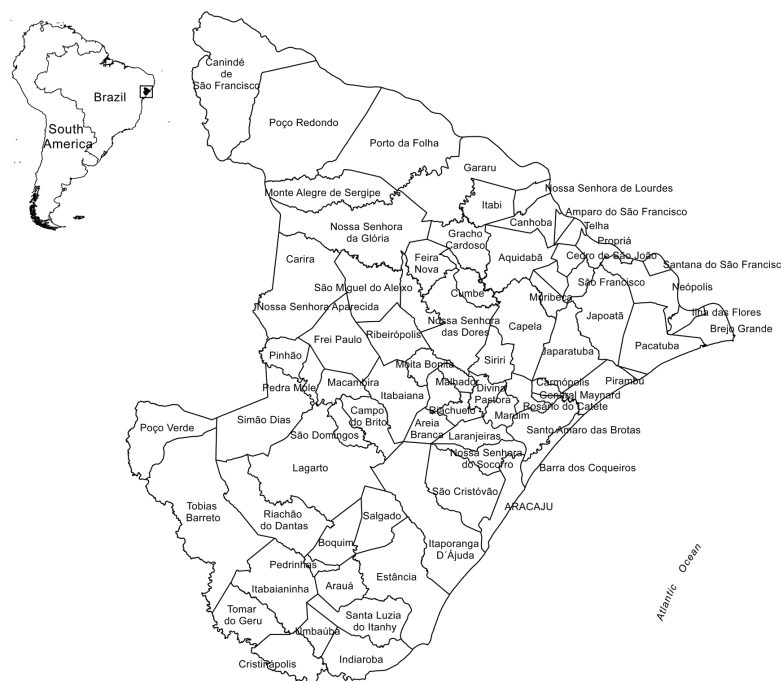 Canindé
de
São Francisco
Brazil
South
America
Poço Redondo
Porto da Folha
Gararu
Monte Alegre de Sergipe
Itabi
Nossa Senhora de Lourdes
Nossa Senhora
da Glória
Canhoba
Amparo do São Francisco
Telha
Gracho
Cardoso
Propriá
Carira
Feira
Nova
Aquidabã
Cedro de São João
Santana do São Francisc
São Miguel do Aleixo
Cumbe
Muribeca
São Francisco
Neópolis
Nossa Senhora Aparecida
Nossa Senhora
das Dores
Capela
Japoatã
Ilha das Flores
Brejo Grande
Frei Paulo
Ribeirópolis
Pacatuba
Pinhão
Moita Bonita
Siriri
Japaratuba
Pedra Mole
Macambira
Malhador
Divina
Pastora
Carmópolis
Pirambu
Itabaiana
General Maynard
Rosário do Catete
Poço Verde
Simão Dias
Campo
do Brito
Riachuelo
Maruim
São Domingos
Areia
Branca
Laranjeiras
Santo Amaro das Brotas
Lagarto
Nossa Senhora
do Socorro
Barra dos Coqueiros
São Cristóvão
Tobias
Barreto
Riachão
do Dantas
Salgado
ARACAJU
Boquim
Itaporanga
D´Ájuda
Pedrinhas
Itabaianinha
Arauá
Estância
Atlantic Ocean
Tomar
do Geru
Santa Luzia
do Itanhy
Umbaúba
Cristinápolis
Indiaroba